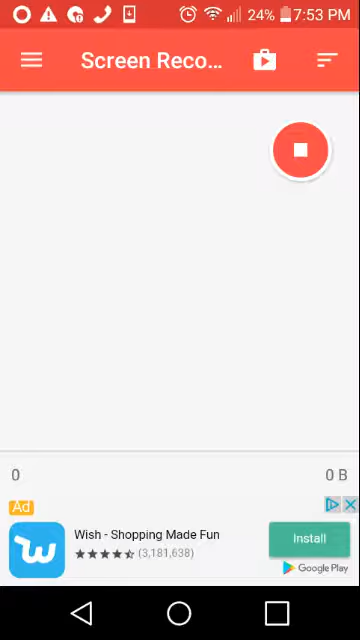 24% 7:53 PM
Screen Reco...
0 0 B
Ad
Wish - Shopping Made Fun
(3,181,638)
Install
Google Play